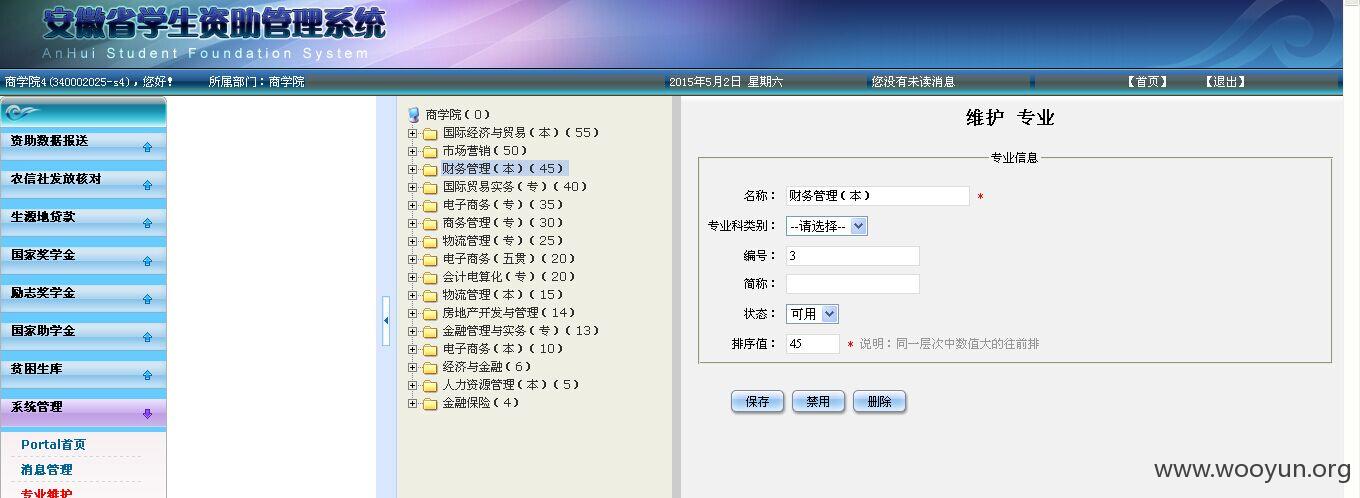 安徽省学生资助管理系统
AnHui Student Foundation System
商学院4(340002025-s4)，您好！ 所属部门：商学院 2015年5月2日 星期六 您没有未读消息 【首页】 【退出】
资助数据报送
农信社发放核对
生源地贷款
国家奖学金
励志奖学金
国家助学金
贫困生库
系统管理
Portal首页
消息管理
专业维护
商学院(0)
国际经济与贸易(本)(55)
市场营销(50)
财务管理(本)(45)
国际贸易实务(专)(40)
电子商务(专)(35)
商务管理(专)(30)
物流管理(专)(25)
电子商务(五贯)(20)
会计电算化(专)(20)
物流管理(本)(15)
房地产开发与管理(14)
金融管理与实务(专)(13)
电子商务(本)(10)
经济与金融(6)
人力资源管理(本)(5)
金融保险(4)
维护 专业
专业信息
名称： 财务管理(本) *
专业科类别： --请选择--
编号： 3
简称：
状态： 可用
排序值： 45 * 说明：同一层次中数值大的往前排
保存 禁用 删除
www.wooyun.org